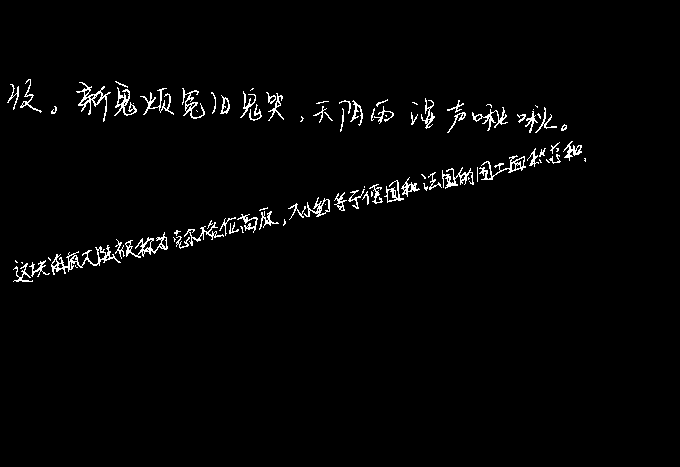 收。新鬼烦冤旧鬼哭,天阴雨湿声啾啾。
这块海底大陆被称为克尔格伦高原,大小约等于德国和法国的国土面积总和.